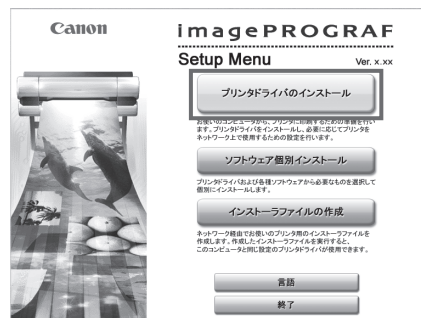 Canon
imagePROGRAF
Setup Menu
Ver. x.xx
プリンタドライバのインストール
お使いのコンピュータから、プリンタに印刷するための準備を行い
ます。プリンタドライバをインストールし、必要に応じてプリンタを
ネットワーク上で使用するための設定を行います。
ソフトウェア個別インストール
プリンタドライバおよび各種ソフトウェアから必要なものを選択して
個別にインストールします。
インストーラファイルの作成
ネットワーク経由でお使いのプリンタ用のインストーラファイルを
作成します。作成したインストーラファイルを実行すると、
このコンピュータと同じ設定のプリンタドライバが使用できます。
言語
終了